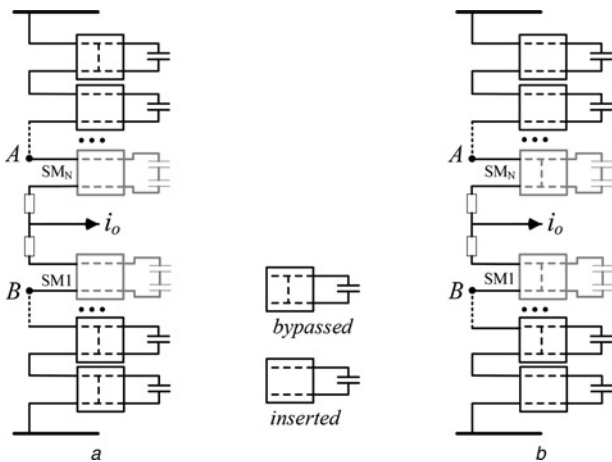 A
SM_N
i_o
SM1
B
a
bypassed
inserted
A
SM_N
i_o
SM1
B
b